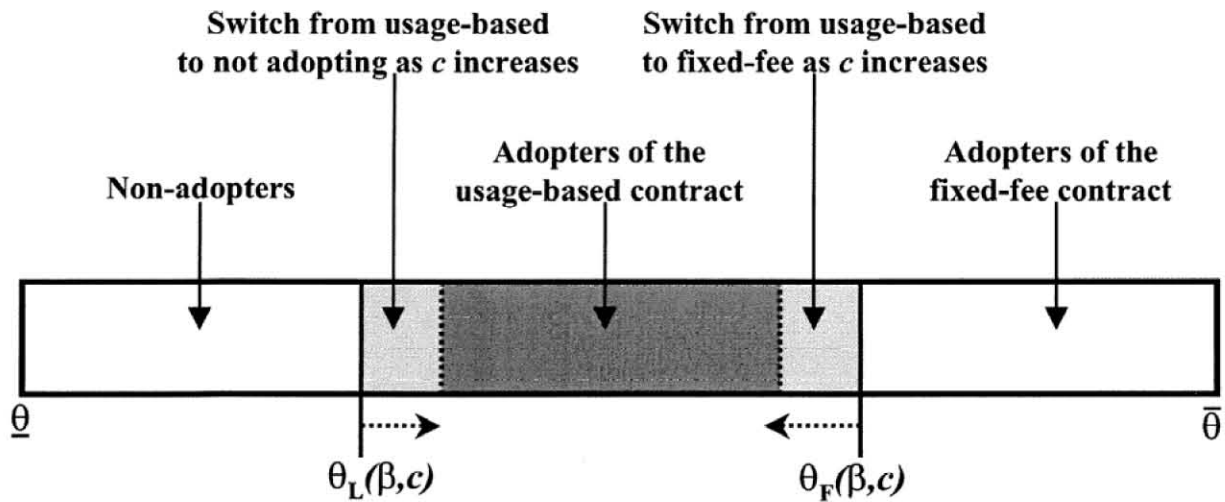 Switch from usage-based
to not adopting as c increases
Switch from usage-based
to fixed-fee as c increases
Non-adopters
Adopters of the
usage-based contract
Adopters of the
fixed-fee contract
θ
θ̄
θL(β,c)
θF(β,c)